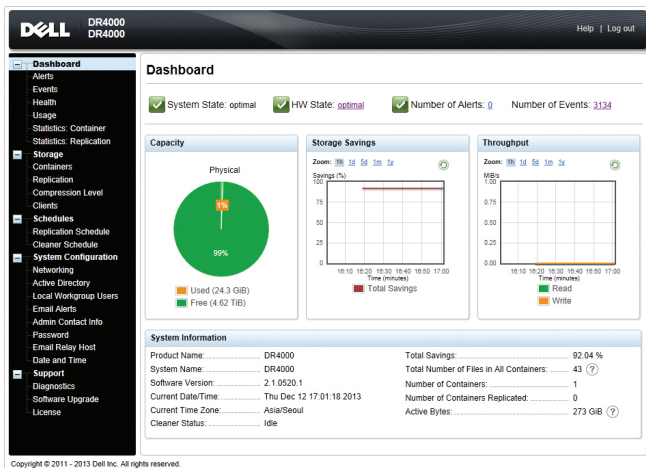 DELL
DR4000
DR4000
Help | Log out
Dashboard
Alerts
Events
Health
Usage
Statistics: Container
Statistics: Replication
Storage
Containers
Replication
Compression Level
Clients
Schedules
Replication Schedule
Cleaner Schedule
System Configuration
Networking
Active Directory
Local Workgroup Users
Email Alerts
Admin Contact Info
Password
Email Relay Host
Date and Time
Support
Diagnostics
Software Upgrade
License
Dashboard
System State: optimal HW State: optimal Number of Alerts: 0 Number of Events: 3134
Capacity
Physical
1%
99%
Used (24.3 GiB)
Free (4.62 TiB)
Storage Savings
Zoom: 1h 1d 5d 1m 1y
Savings (%)
100
75
50
25
0
16:10 16:20 16:30 16:40 16:50 17:00
Time (minutes)
Total Savings
Throughput
Zoom: 1h 1d 5d 1m 1y
MiB/s
1.00
0.75
0.50
0.25
0.00
16:10 16:20 16:30 16:40 16:50 17:00
Time (minutes)
Read
Write
System Information
Product Name: DR4000
System Name: DR4000
Software Version: 2.1.0520.1
Current Date/Time: Thu Dec 12 17:01:18 2013
Current Time Zone: Asia/Seoul
Cleaner Status: Idle
Total Savings: 92.04 %
Total Number of Files in All Containers: 43 ?
Number of Containers: 1
Number of Containers Replicated: 0
Active Bytes: 273 GiB ?
Copyright © 2011 - 2013 Dell Inc. All rights reserved.